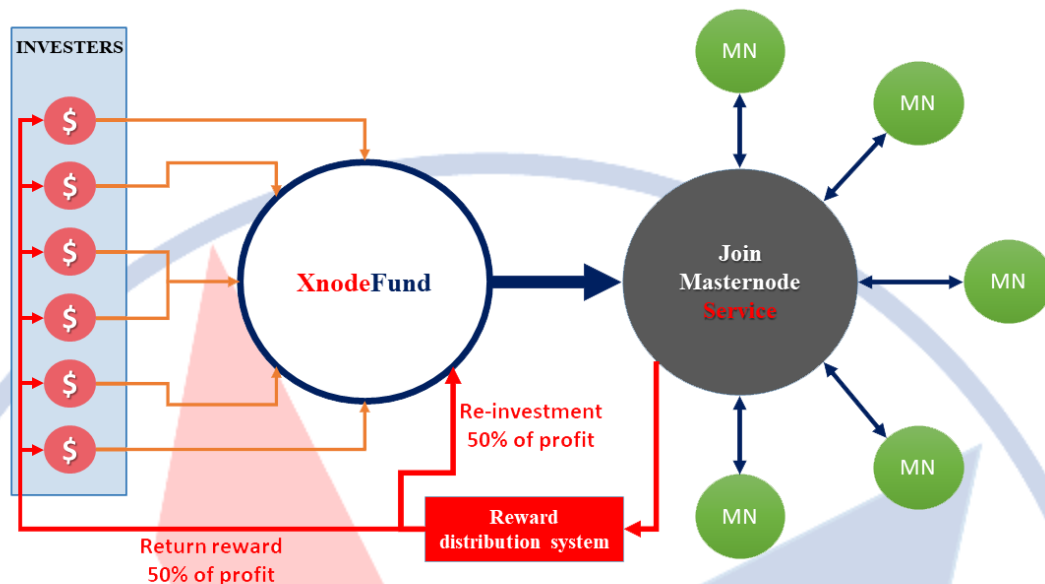 INVESTERS
$
$
$
$
$
$
XnodeFund
Join
Masternode
Service
MN
MN
MN
MN
MN
Re-investment
50% of profit
Reward
distribution system
Return reward
50% of profit